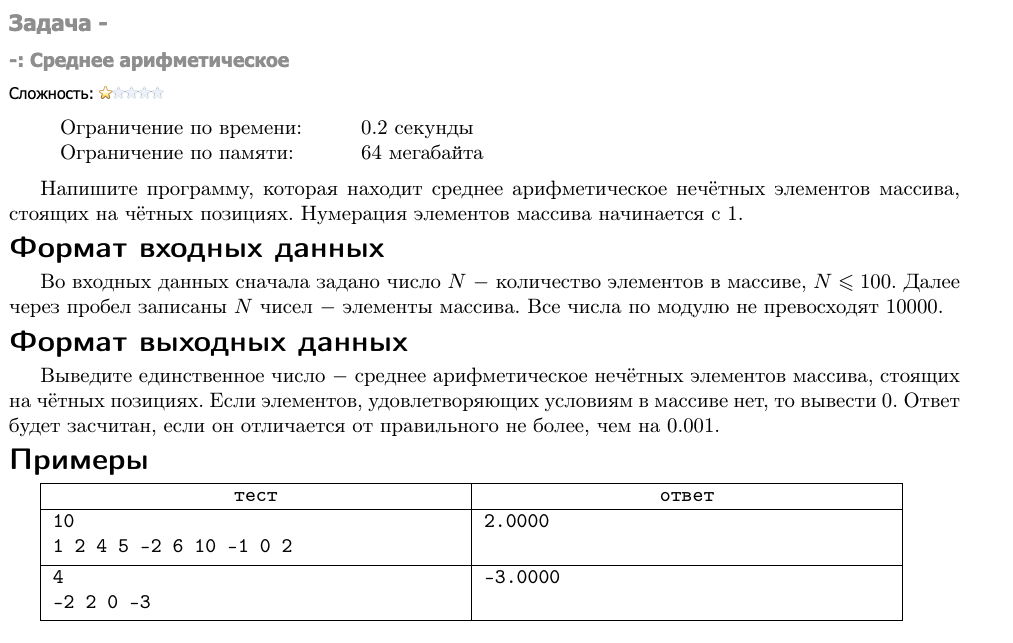 Задача -
-: Среднее арифметическое
Сложность:
Ограничение по времени: 0.2 секунды
Ограничение по памяти: 64 мегабайта
Напишите программу, которая находит среднее арифметическое нечётных элементов массива,
стоящих на чётных позициях. Нумерация элементов массива начинается с 1.
Формат входных данных
Во входных данных сначала задано число N − количество элементов в массиве, N ⩽ 100. Далее
через пробел записаны N чисел − элементы массива. Все числа по модулю не превосходят 10000.
Формат выходных данных
Выведите единственное число − среднее арифметическое нечётных элементов массива, стоящих
на чётных позициях. Если элементов, удовлетворяющих условиям в массиве нет, то вывести 0. Ответ
будет засчитан, если он отличается от правильного не более, чем на 0.001.
Примеры
тест ответ
10 2.0000
1 2 4 5 -2 6 10 -1 0 2
4 -3.0000
-2 2 0 -3